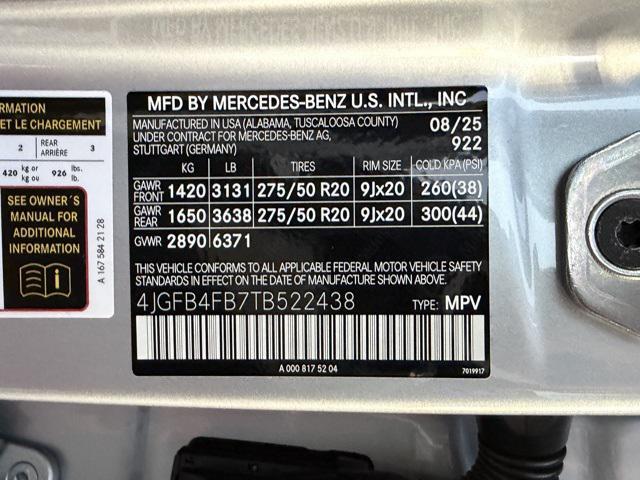 RMATION
ET LE CHARGEMENT
2 REAR ARRIÈRE 3
420 kg or kg ou 926 lbs. lb.
SEE OWNER´S
MANUAL FOR
ADDITIONAL
INFORMATION
A 167 584 21 28
MFD BY MERCEDES-BENZ U.S. INTL., INC
MANUFACTURED IN USA (ALABAMA, TUSCALOOSA COUNTY) 08/25
UNDER CONTRACT FOR MERCEDES-BENZ AG, 922
STUTTGART (GERMANY)
KG LB TIRES RIM SIZE COLD KPA (PSI)
GAWR FRONT 1420 3131 275/50 R20 9Jx20 260(38)
GAWR REAR 1650 3638 275/50 R20 9Jx20 300(44)
GVWR 2890 6371
THIS VEHICLE CONFORMS TO ALL APPLICABLE FEDERAL MOTOR VEHICLE SAFETY
STANDARDS IN EFFECT ON THE DATE OF MANUFACTURE SHOWN ABOVE.
4JGFB4FB7TB522438 TYPE: MPV
A 000 817 52 04 7019917